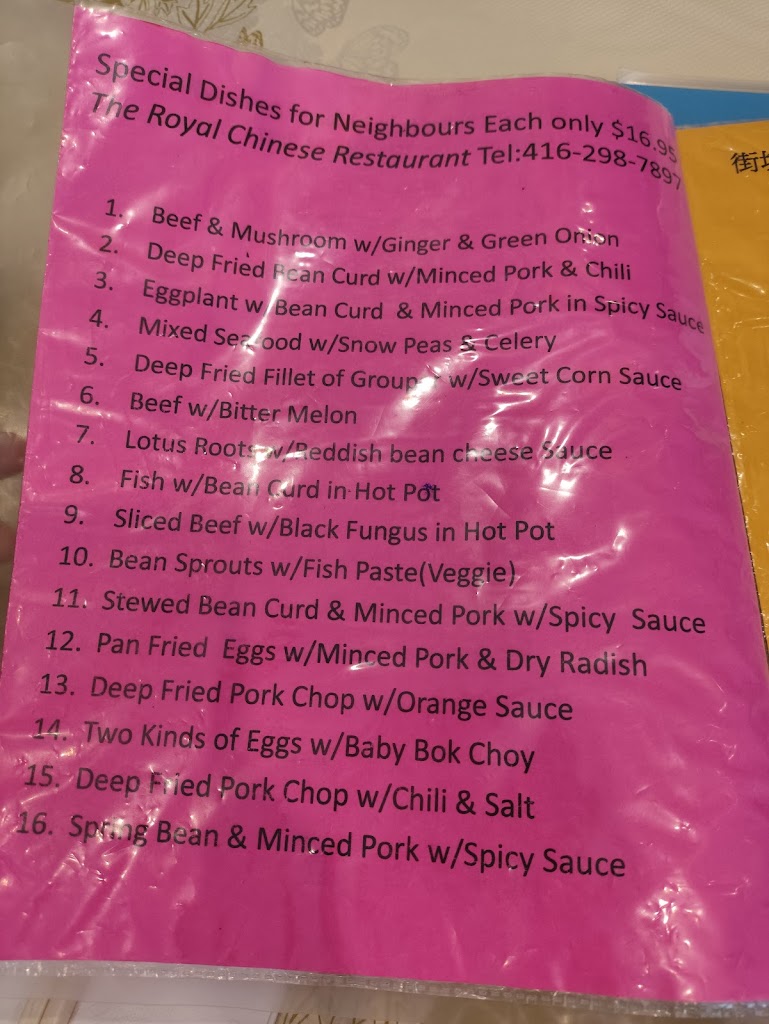 Special Dishes for Neighbours Each only $16.95
The Royal Chinese Restaurant Tel:416-298-7897
1. Beef & Mushroom w/Ginger & Green Onion
2. Deep Fried Bean Curd w/Minced Pork & Chili
3. Eggplant w/Bean Curd & Minced Pork in Spicy Sauce
4. Mixed Seafood w/Snow Peas & Celery
5. Deep Fried Fillet of Grouper w/Sweet Corn Sauce
6. Beef w/Bitter Melon
7. Lotus Roots w/Reddish bean cheese Sauce
8. Fish w/Bean Curd in Hot Pot
9. Sliced Beef w/Black Fungus in Hot Pot
10. Bean Sprouts w/Fish Paste(Veggie)
11. Stewed Bean Curd & Minced Pork w/Spicy Sauce
12. Pan Fried Eggs w/Minced Pork & Dry Radish
13. Deep Fried Pork Chop w/Orange Sauce
14. Two Kinds of Eggs w/Baby Bok Choy
15. Deep Fried Pork Chop w/Chili & Salt
16. Spring Bean & Minced Pork w/Spicy Sauce
街